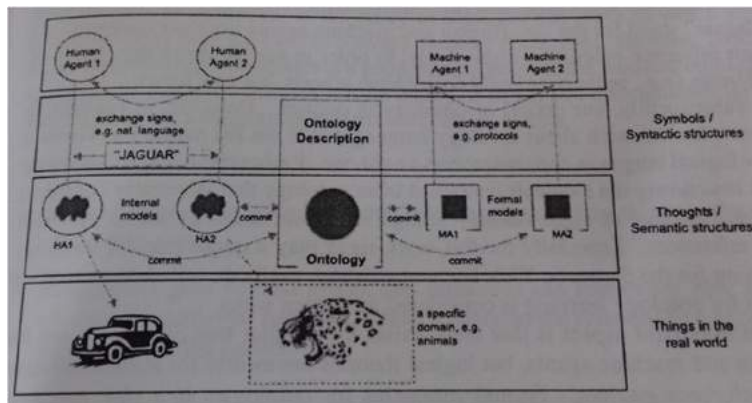 Human
Agent 1
Human
Agent 2
Machine
Agent 1
Machine
Agent 2
exchange signs,
e.g. nat. language
"JAGUAR"
Ontology
Description
exchange signs,
e.g. protocols
Symbols /
Syntactic structures
Internal
models
commit
commit
Formal
models
HA1
HA2
MA1
MA2
commit
Ontology
commit
Thoughts /
Semantic structures
a specific
domain, e.g.
animals
Things in the
real world